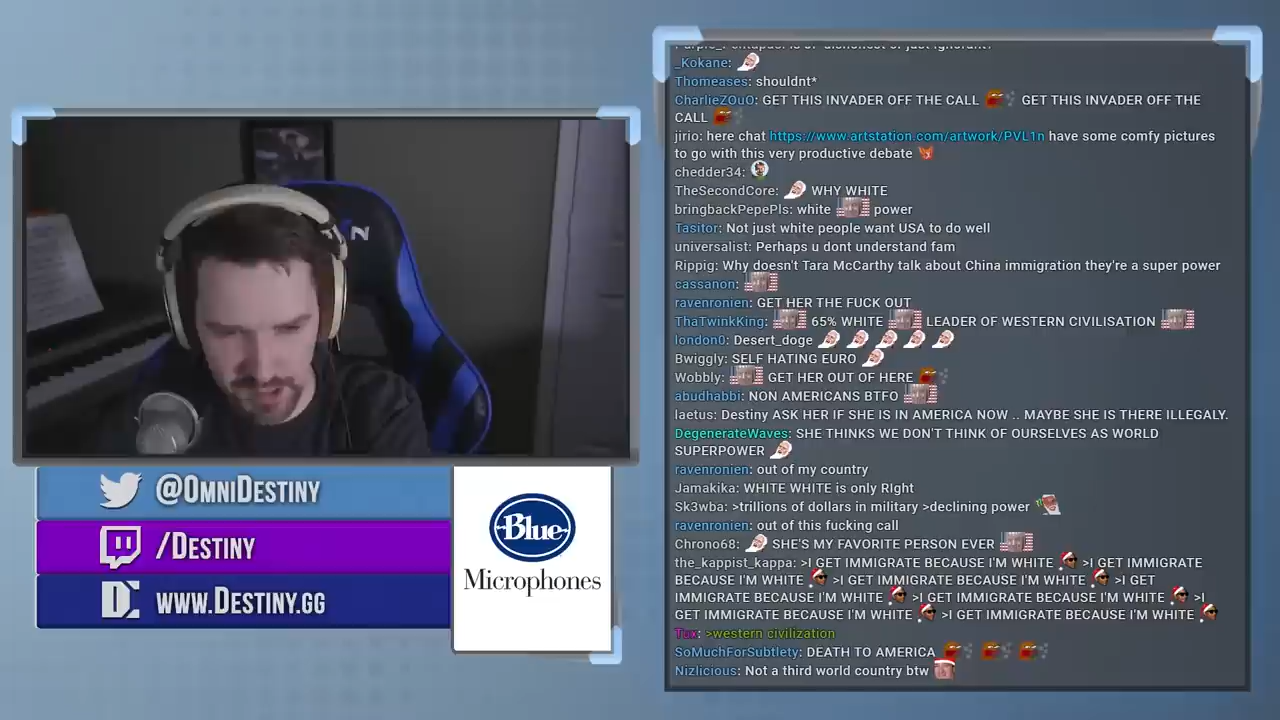 _Kokane:
Thomeases: shouldnt*
CharlieZOuO: GET THIS INVADER OFF THE CALL GET THIS INVADER OFF THE
CALL
jirio: here chat https://www.artstation.com/artwork/PVL1n have some comfy pictures
to go with this very productive debate
chedder34:
TheSecondCore: WHY WHITE
bringbackPepePls: white power
Tasitor: Not just white people want USA to do well
universalist: Perhaps u dont understand fam
Rippig: Why doesn't Tara McCarthy talk about China immigration they're a super power
cassanon:
ravenronien: GET HER THE FUCK OUT
ThaTwinkKing: 65% WHITE LEADER OF WESTERN CIVILISATION
london0: Desert_doge
Bwiggly: SELF HATING EURO
Wobbly: GET HER OUT OF HERE
abudhabbi: NON AMERICANS BTFO
laetus: Destiny ASK HER IF SHE IS IN AMERICA NOW .. MAYBE SHE IS THERE ILLEGALY.
DegenerateWaves: SHE THINKS WE DON'T THINK OF OURSELVES AS WORLD
SUPERPOWER
ravenronien: out of my country
Jamakika: WHITE WHITE is only RIght
Sk3wba: >trillions of dollars in military >declining power
ravenronien: out of this fucking call
Chrono68: SHE'S MY FAVORITE PERSON EVER
the_kappist_kappa: >I GET IMMIGRATE BECAUSE I'M WHITE >I GET IMMIGRATE
BECAUSE I'M WHITE >I GET IMMIGRATE BECAUSE I'M WHITE >I GET
IMMIGRATE BECAUSE I'M WHITE >I GET IMMIGRATE BECAUSE I'M WHITE >I
GET IMMIGRATE BECAUSE I'M WHITE >I GET IMMIGRATE BECAUSE I'M WHITE
Tux: >western civilization
SoMuchForSubtlety: DEATH TO AMERICA
Nizlicious: Not a third world country btw
@OmniDestiny
/Destiny
www.Destiny.gg
Blue
Microphones